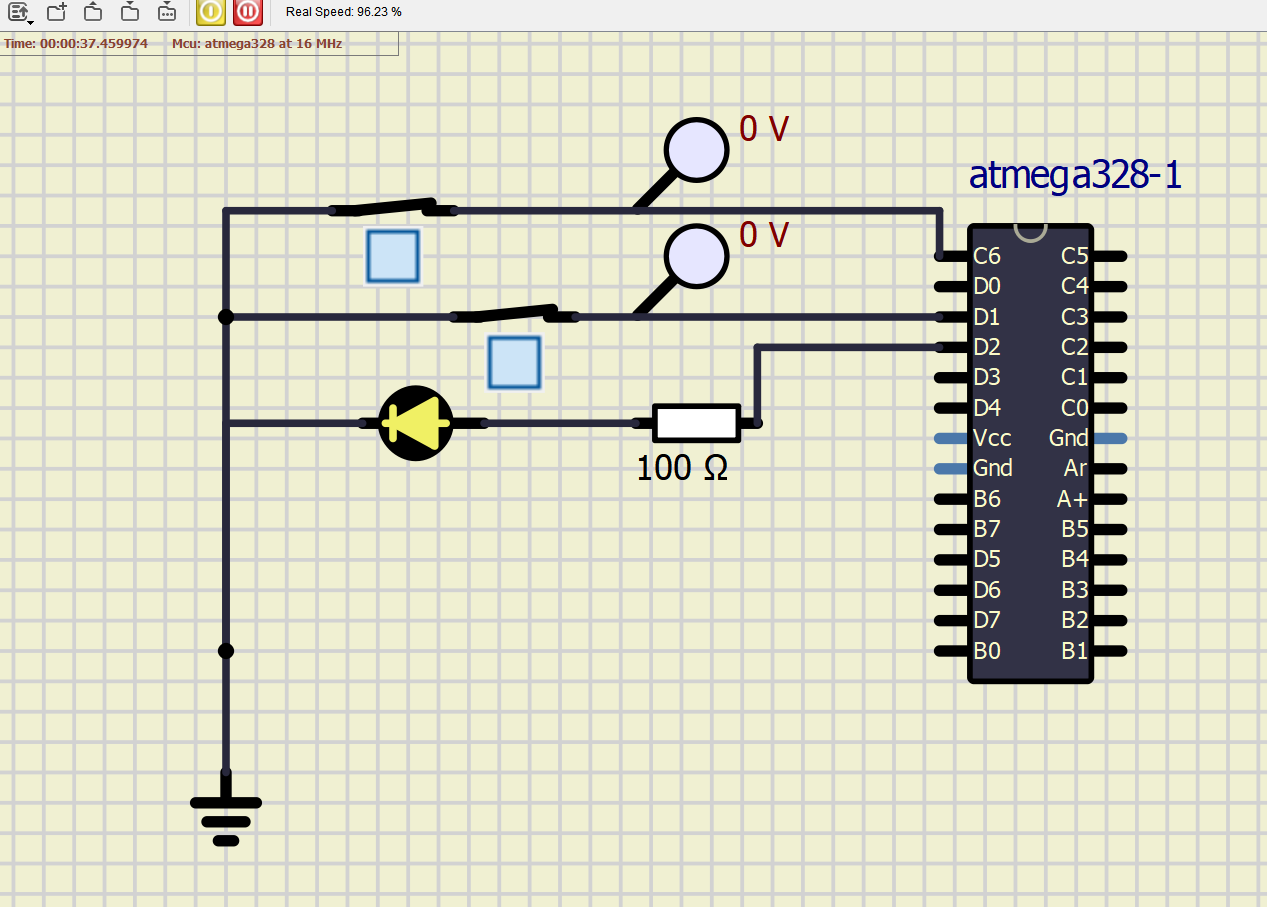 Real Speed: 96.23 %
Time: 00:00:37.459974 Mcu: atmega328 at 16 MHz
0 V
atmega328-1
0 V
C6 C5
D0 C4
D1 C3
D2 C2
D3 C1
D4 C0
Vcc Gnd
Gnd Ar
100 Ω
B6 A+
B7 B5
D5 B4
D6 B3
D7 B2
B0 B1